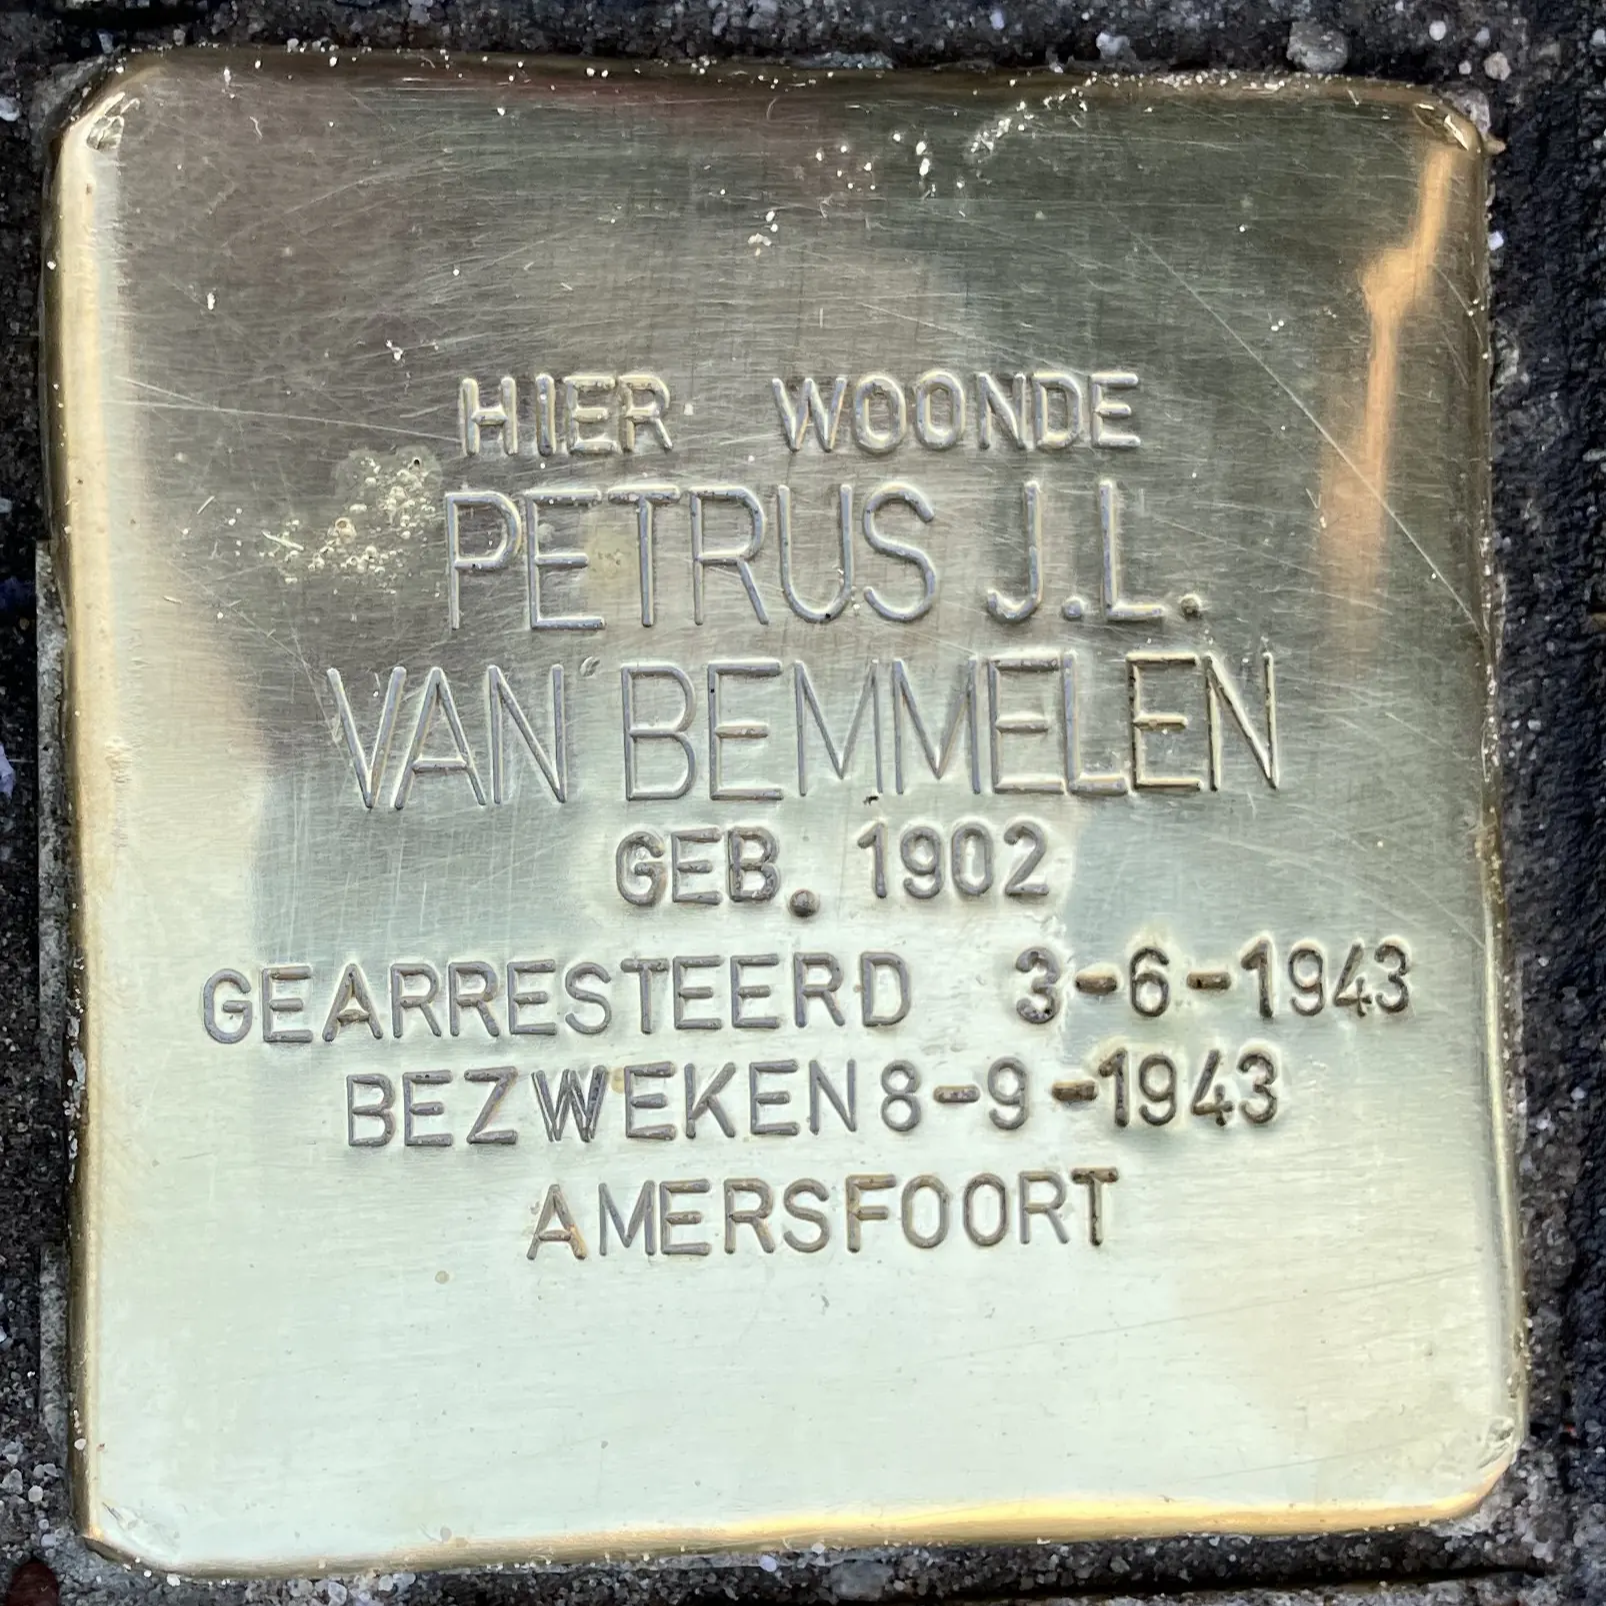 HIER WOONDE
PETRUS J.L.
VAN BEMMELEN
GEB. 1902
GEARRESTEERD 3-6-1943
BEZWEKEN 8-9-1943
AMERSFOORT